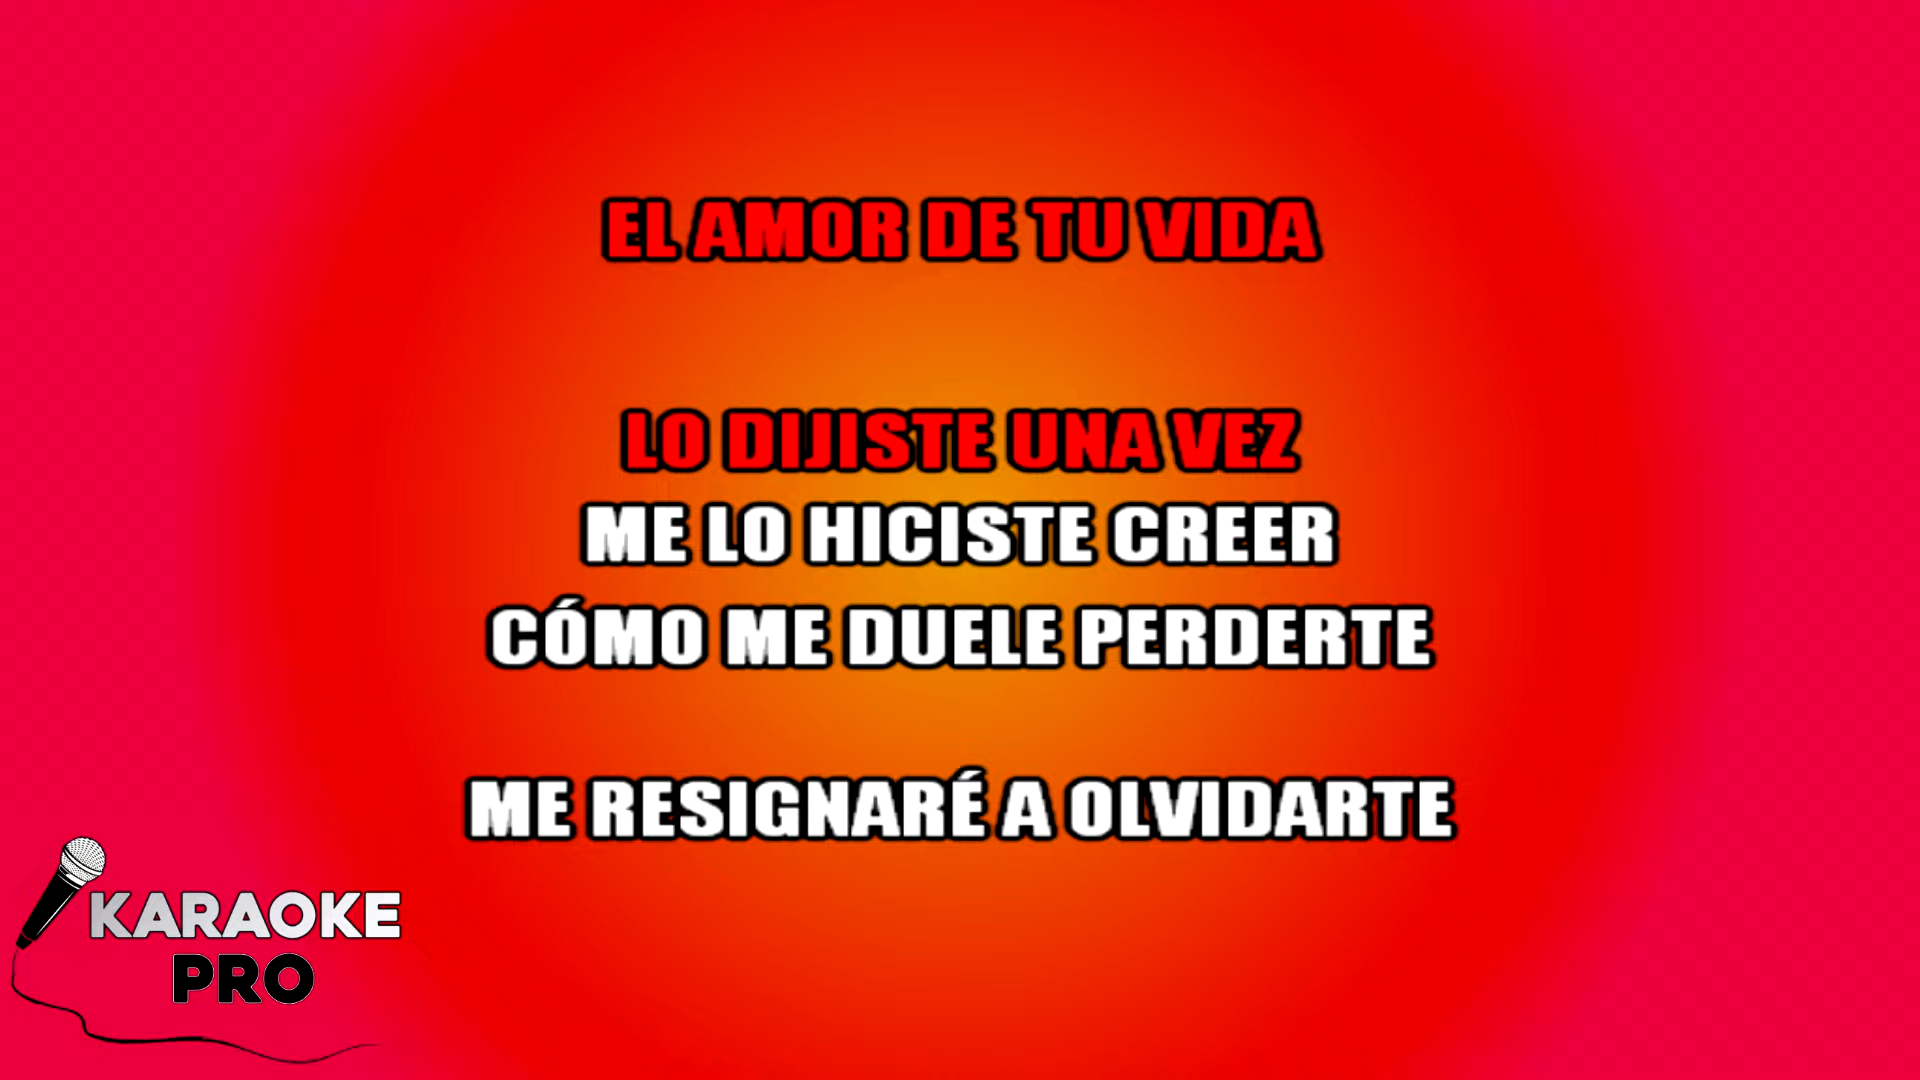 EL AMOR DE TU VIDA
LO DIJISTE UNA VEZ
ME LO HICISTE CREER
CÓMO ME DUELE PERDERTE
ME RESIGNARÉ A OLVIDARTE
KARAOKE
PRO